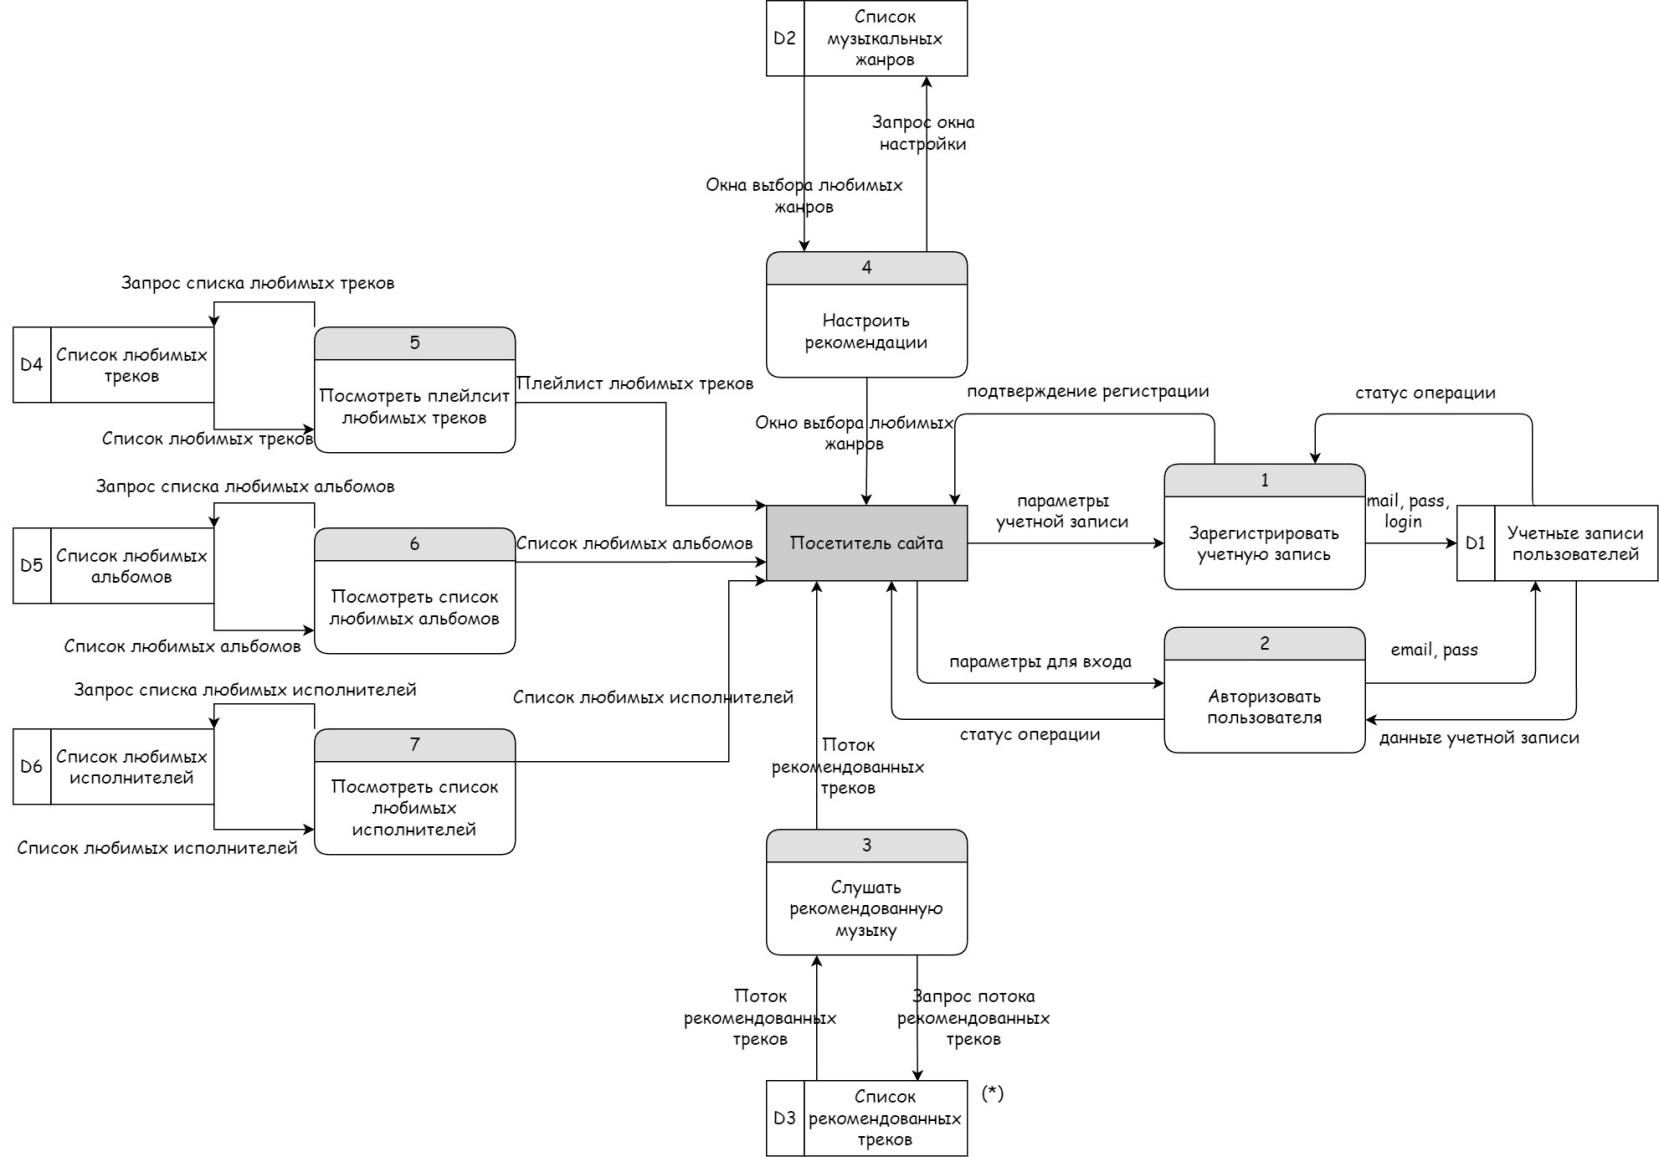 D2
Список
музыкальных
жанров
Запрос окна
настройки
Окна выбора любимых
жанров
4
Настроить
рекомендации
Окно выбора любимых
жанров
Запрос списка любимых треков
D4
Список любимых
треков
5
Посмотреть плейлсит
любимых треков
Список любимых треков
Плейлист любимых треков
Запрос списка любимых альбомов
D5
Список любимых
альбомов
6
Посмотреть список
любимых альбомов
Список любимых альбомов
Список любимых альбомов
Запрос списка любимых исполнителей
D6
Список любимых
исполнителей
7
Посмотреть список
любимых
исполнителей
Список любимых исполнителей
Список любимых исполнителей
Посетитель сайта
подтверждение регистрации
статус операции
параметры
учетной записи
1
Зарегистрировать
учетную запись
mail, pass,
login
D1
Учетные записи
пользователей
параметры для входа
2
Авторизовать
пользователя
email, pass
статус операции
данные учетной записи
Поток
рекомендованных
треков
3
Слушать
рекомендованную
музыку
Поток
рекомендованных
треков
Запрос потока
рекомендованных
треков
D3
Список
рекомендованных
треков
(*)